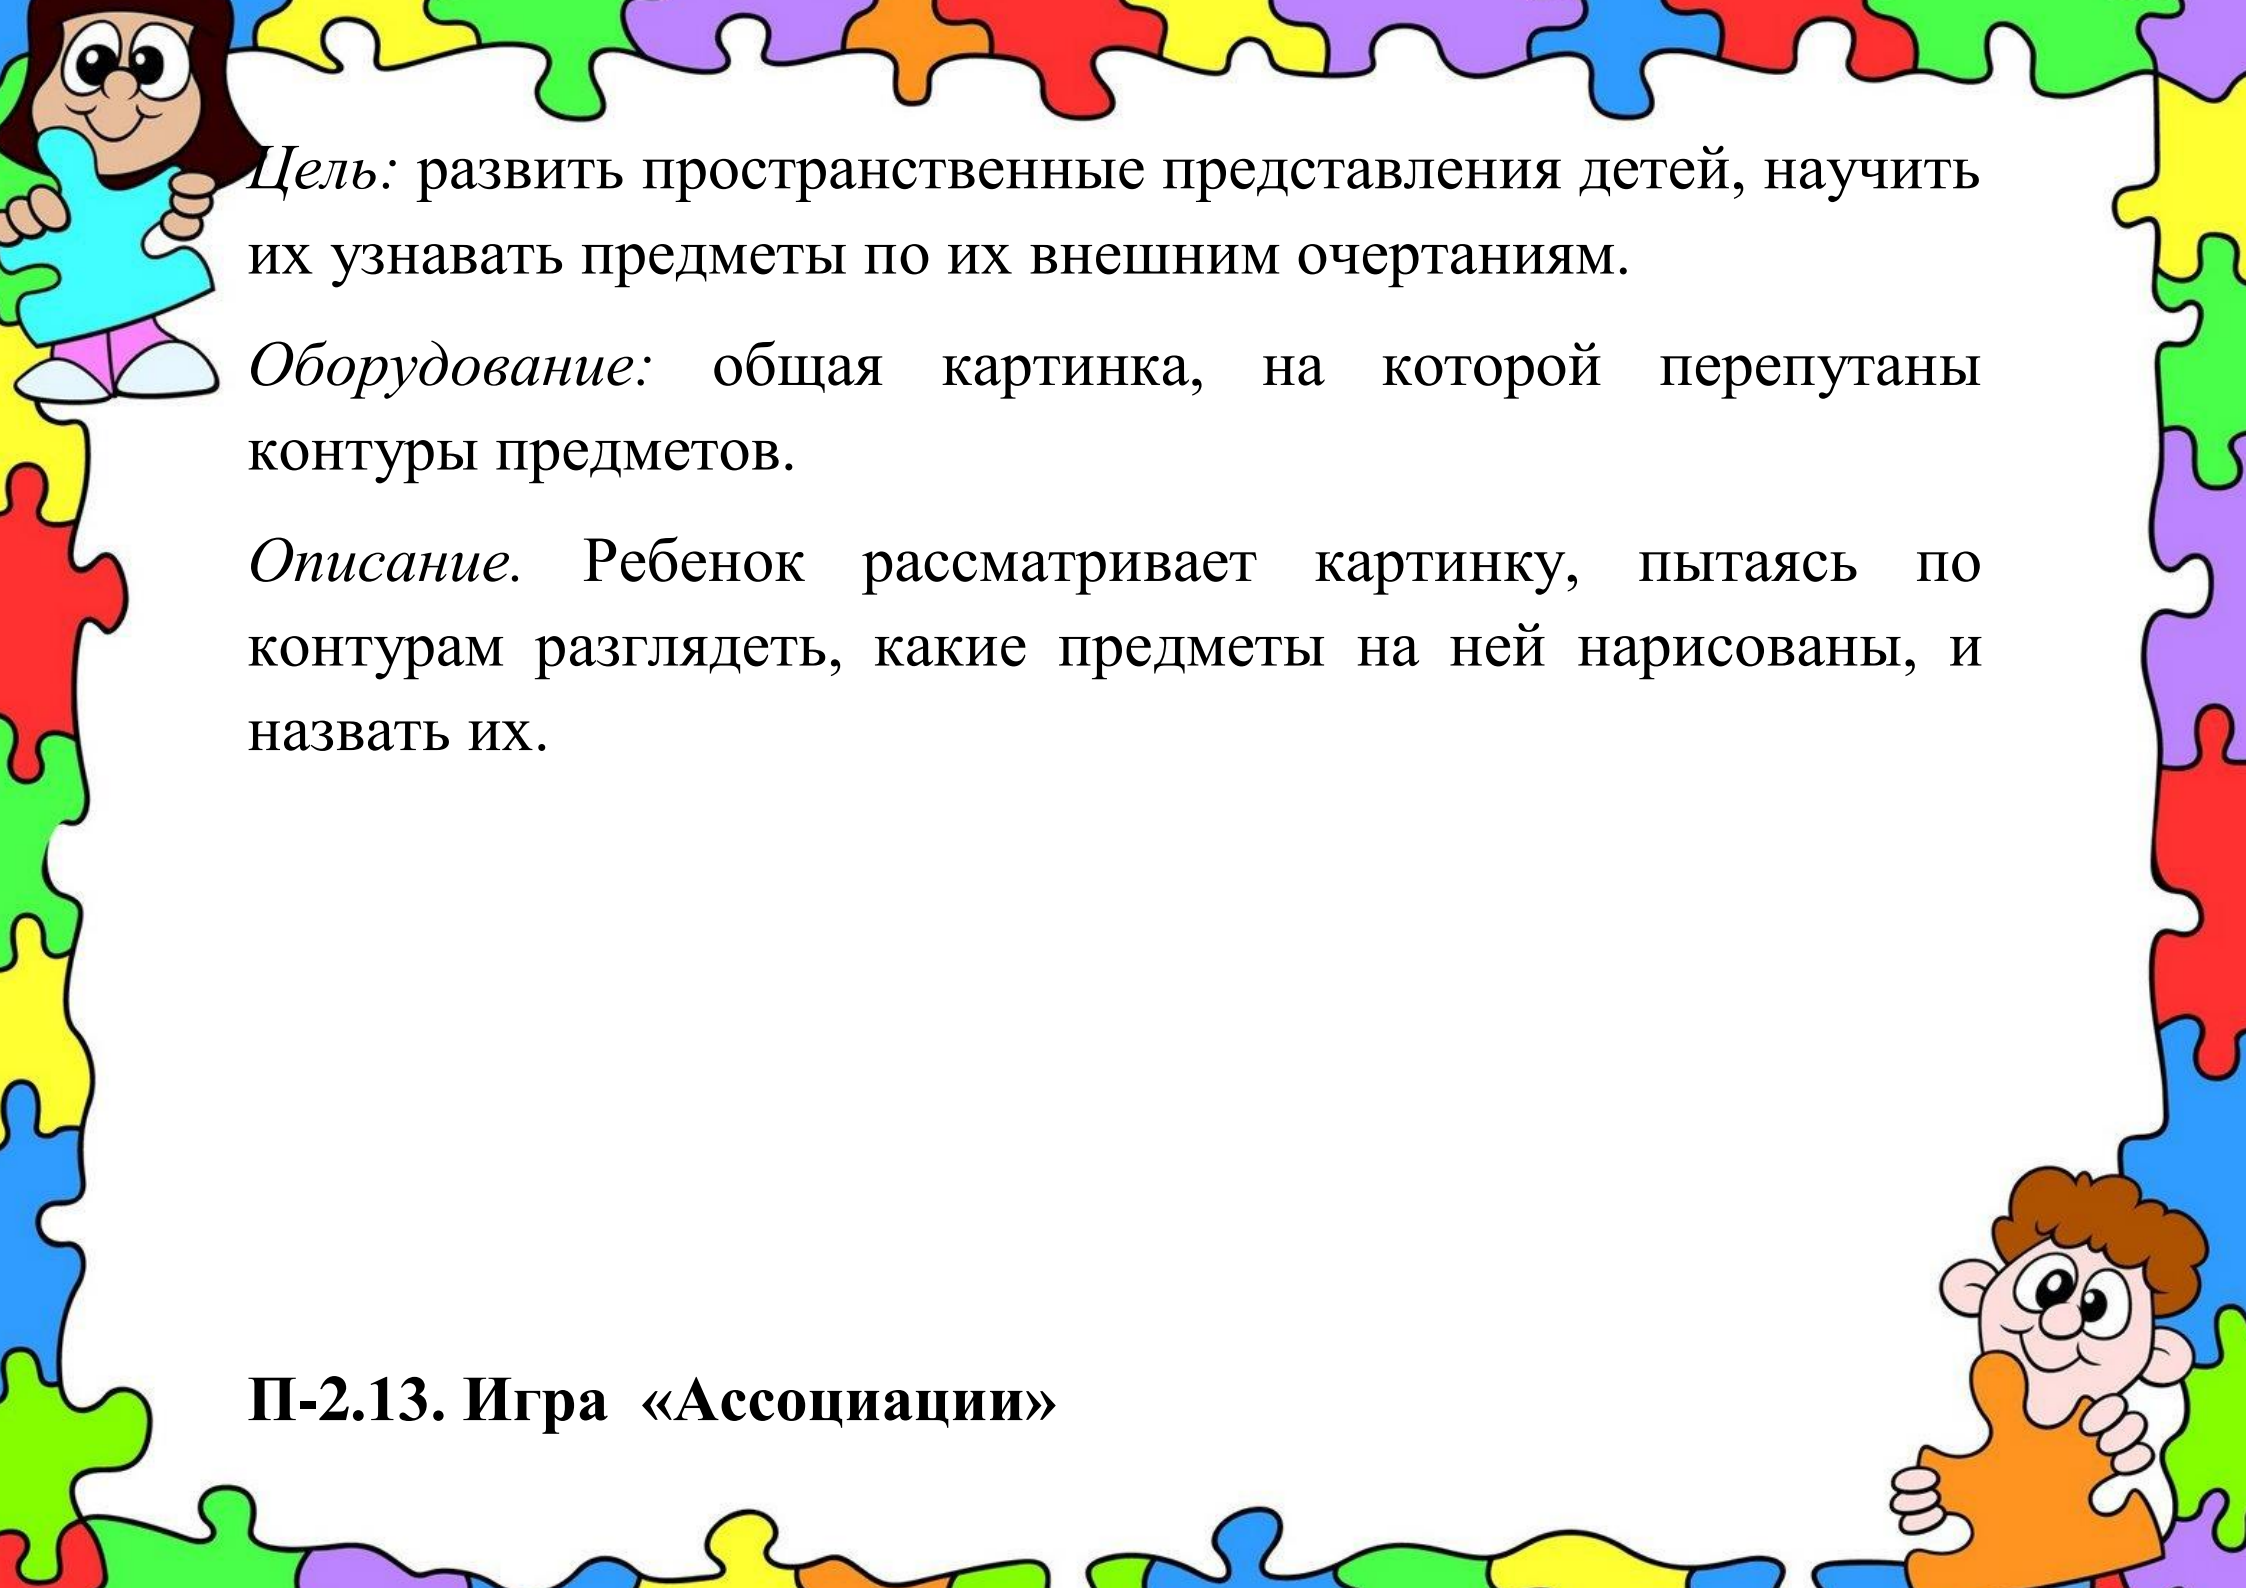 Цель: развить пространственные представления детей, научить
их узнавать предметы по их внешним очертаниям.
Оборудование: общая картинка, на которой перепутаны
контуры предметов.
Описание. Ребенок рассматривает картинку, пытаясь по
контурам разглядеть, какие предметы на ней нарисованы, и
назвать их.
П-2.13. Игра «Ассоциации»